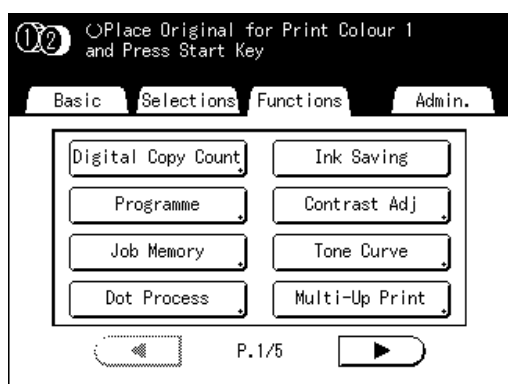 12 Place Original for Print Colour 1
and Press Start Key
Basic Selections Functions Admin.
Digital Copy Count Ink Saving
Programme Contrast Adj
Job Memory Tone Curve
Dot Process Multi-Up Print
P.1/5